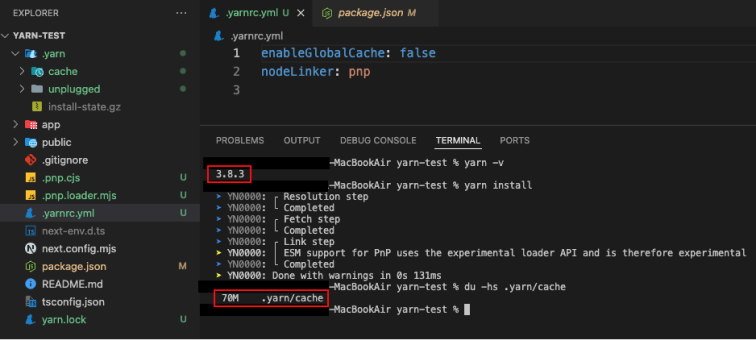 EXPLORER
YARN-TEST
.yarn
cache
unplugged
install-state.gz
app
public
.gitignore
.pnp.cjs U
.pnp.loader.mjs U
.yarnrc.yml U
next-env.d.ts
next.config.mjs
package.json M
README.md
tsconfig.json
yarn.lock U
.yarnrc.yml U
package.json M
.yarnrc.yml
1 enableGlobalCache: false
2 nodeLinker: pnp
3
PROBLEMS OUTPUT DEBUG CONSOLE TERMINAL PORTS
-MacBookAir yarn-test % yarn -v
3.8.3
-MacBookAir yarn-test % yarn install
➤ YN0000: ┌ Resolution step
➤ YN0000: └ Completed
➤ YN0000: ┌ Fetch step
➤ YN0000: └ Completed
➤ YN0000: ┌ Link step
➤ YN0000: │ ESM support for PnP uses the experimental loader API and is therefore experimental
➤ YN0000: └ Completed
➤ YN0000: Done with warnings in 0s 131ms
-MacBookAir yarn-test % du -hs .yarn/cache
70M .yarn/cache
-MacBookAir yarn-test %